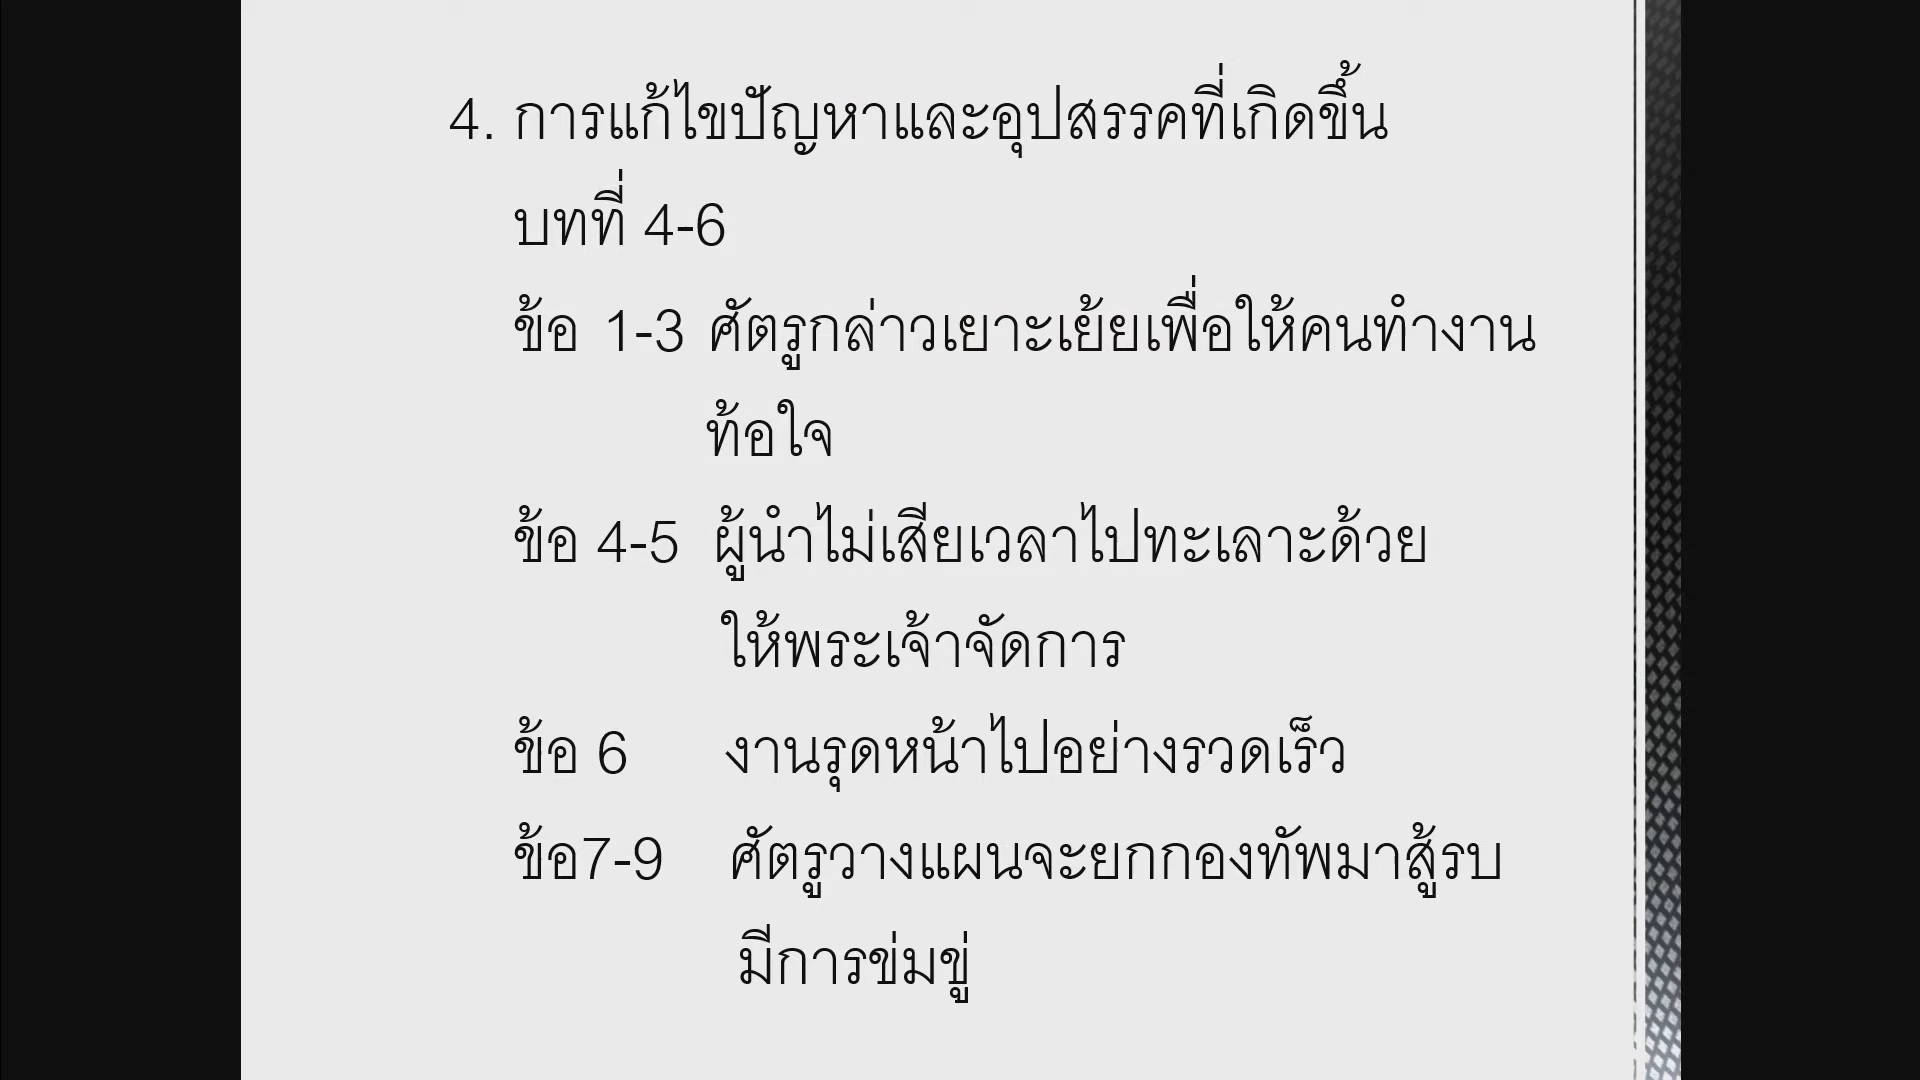 4. การแก้ไขปัญหาและอุปสรรคที่เกิดขึ้น
บทที่ 4-6
ข้อ 1-3 ศัตรูกล่าวเยาะเย้ยเพื่อให้คนทำงาน
ท้อใจ
ข้อ 4-5 ผู้นำไม่เสียเวลาไปทะเลาะด้วย
ให้พระเจ้าจัดการ
ข้อ 6 งานรุดหน้าไปอย่างรวดเร็ว
ข้อ7-9 ศัตรูวางแผนจะยกกองทัพมาสู้รบ
มีการข่มขู่